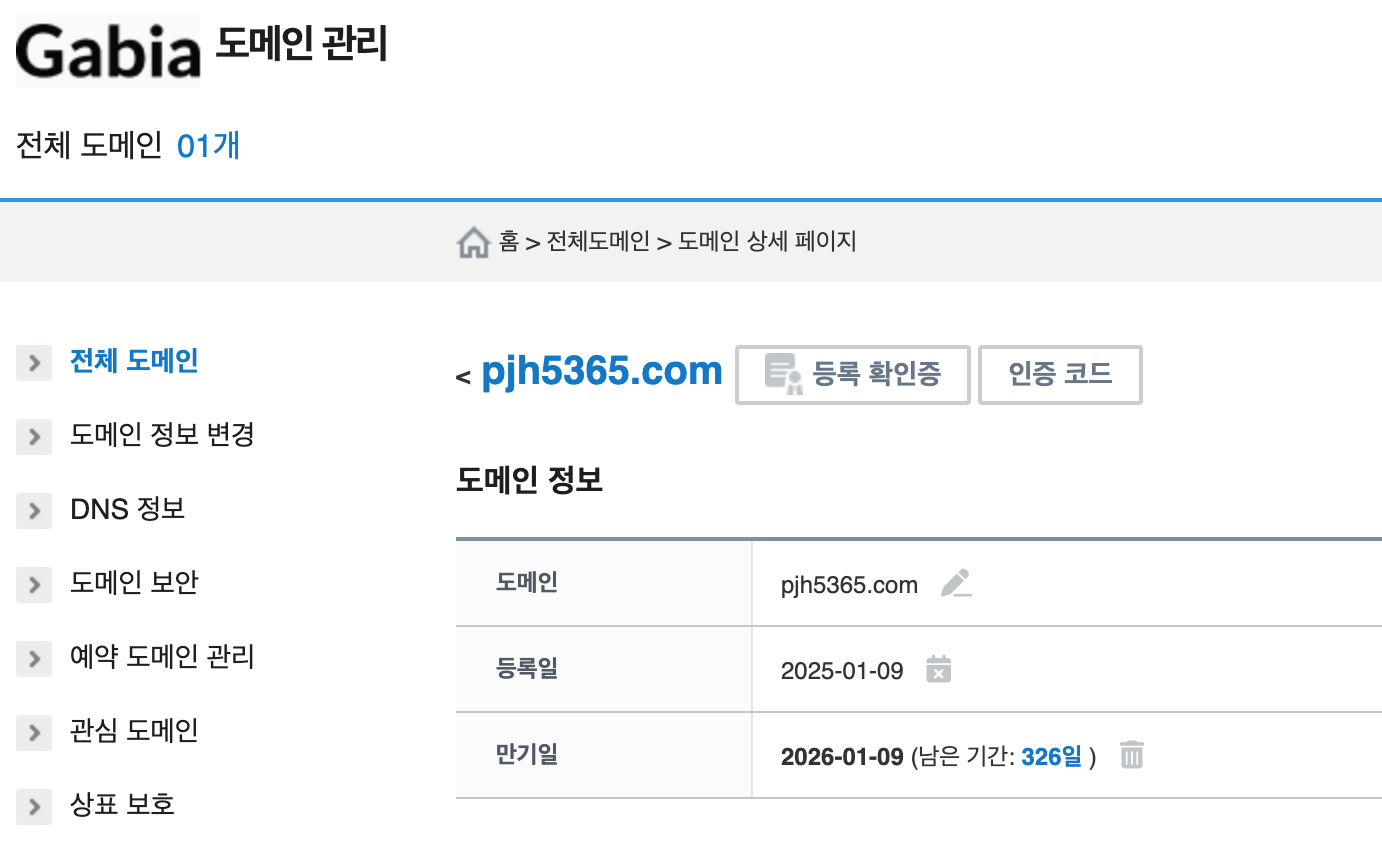 Gabia 도메인 관리
전체 도메인 01개
홈 > 전체도메인 > 도메인 상세 페이지
전체 도메인
도메인 정보 변경
DNS 정보
도메인 보안
예약 도메인 관리
관심 도메인
상표 보호
< pjh5365.com 등록 확인증 인증 코드
도메인 정보
도메인 pjh5365.com
등록일 2025-01-09
만기일 2026-01-09 (남은 기간: 326일 )